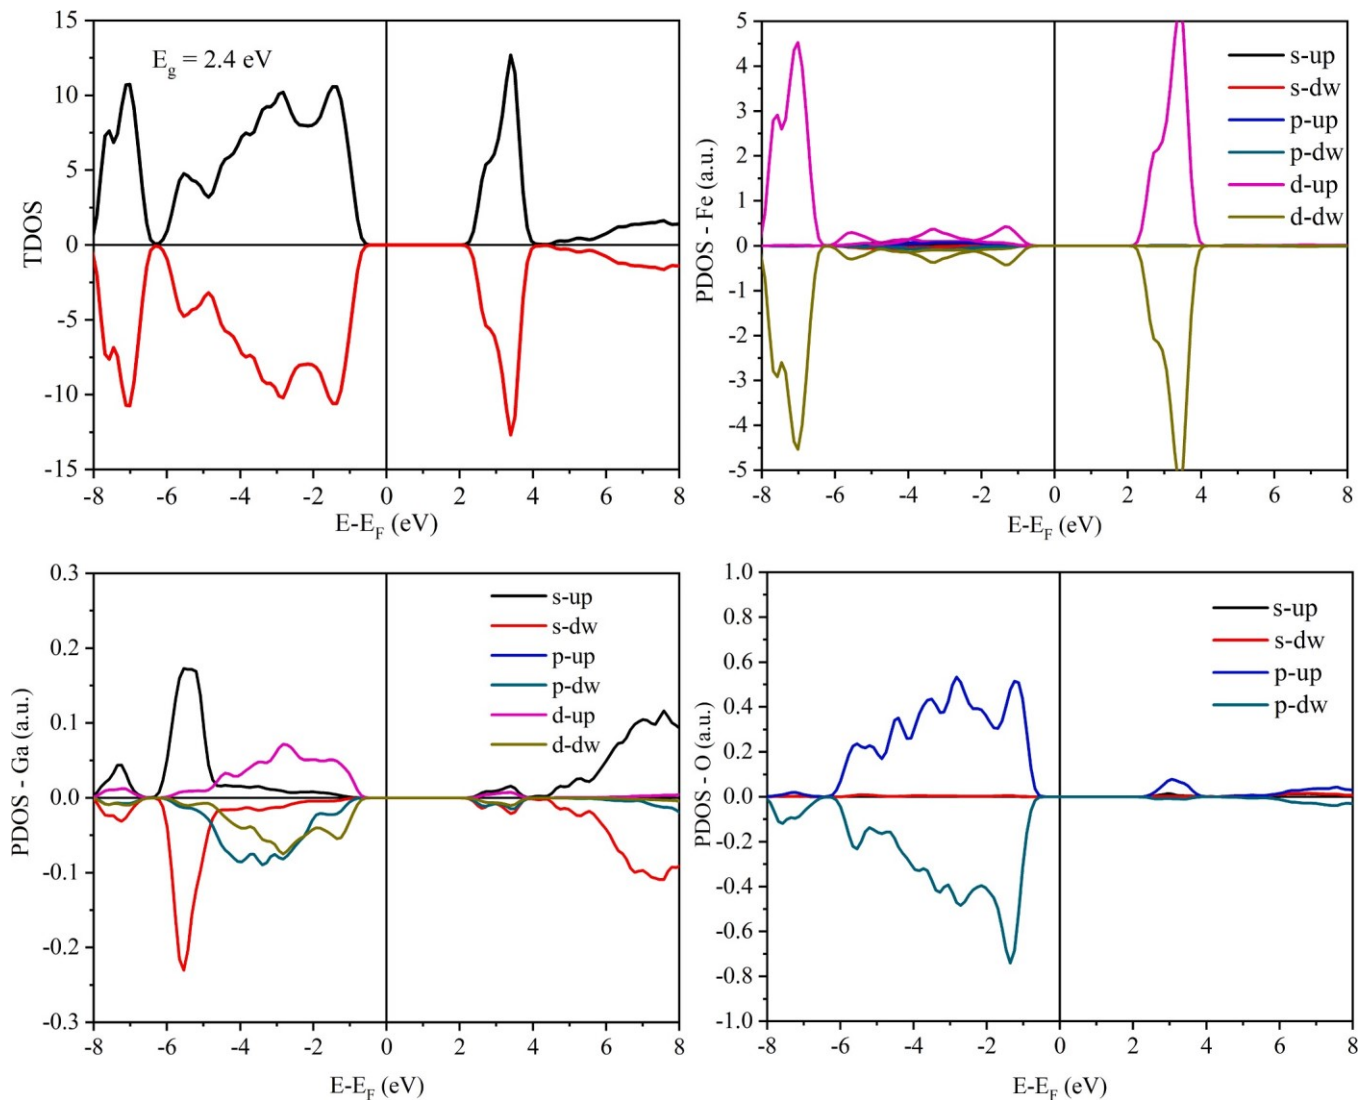 E_g = 2.4 eV
TDOS
15
10
5
0
-5
-10
-15
-8 -6 -4 -2 0 2 4 6 8
E-E_F (eV)
PDOS - Fe (a.u.)
5
4
3
2
1
0
-1
-2
-3
-4
-5
s-up
s-dw
p-up
p-dw
d-up
d-dw
-8 -6 -4 -2 0 2 4 6 8
E-E_F (eV)
PDOS - Ga (a.u.)
0.3
0.2
0.1
0.0
-0.1
-0.2
-0.3
s-up
s-dw
p-up
p-dw
d-up
d-dw
-8 -6 -4 -2 0 2 4 6 8
E-E_F (eV)
PDOS - O (a.u.)
1.0
0.8
0.6
0.4
0.2
0.0
-0.2
-0.4
-0.6
-0.8
-1.0
s-up
s-dw
p-up
p-dw
-8 -6 -4 -2 0 2 4 6 8
E-E_F (eV)